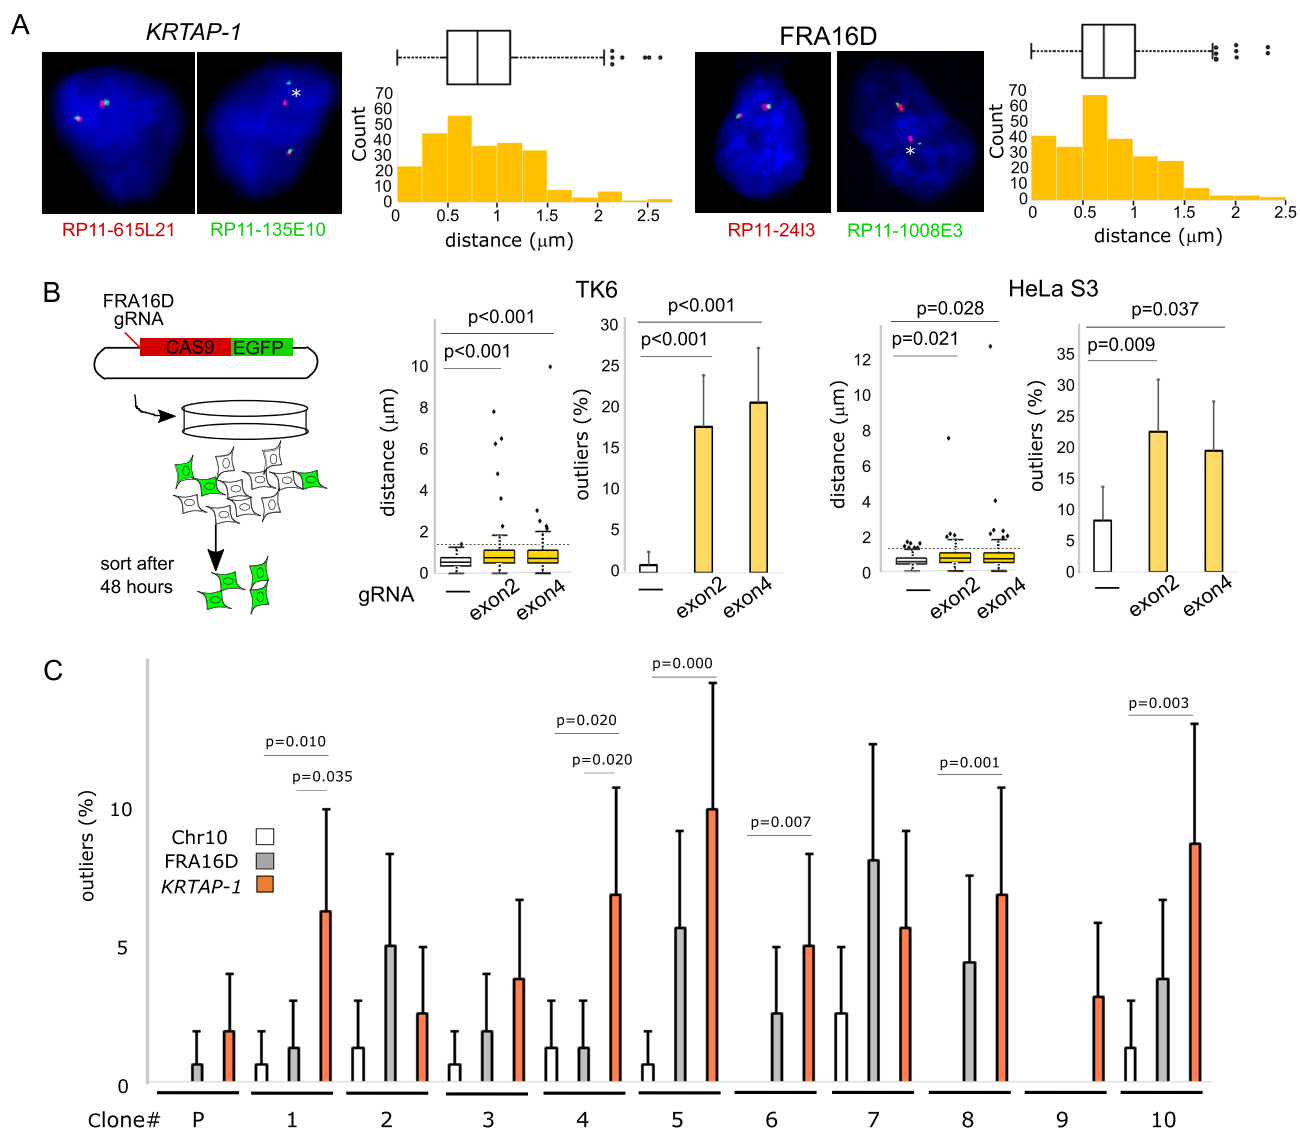 A
KRTAP-1
FRA16D
*
*
RP11-615L21
RP11-135E10
Count
70
60
50
40
30
20
10
0
0
0.5
1
1.5
2
2.5
distance (μm)
RP11-24I3
RP11-1008E3
Count
70
60
50
40
30
20
10
0
0
0.5
1
1.5
2
2.5
distance (μm)
B
FRA16D
gRNA
CAS9
EGFP
sort after
48 hours
TK6
p<0.001
p<0.001
distance (μm)
10
8
6
4
2
0
gRNA
—
exon2
exon4
p<0.001
p<0.001
outliers (%)
30
25
20
15
10
5
0
—
exon2
exon4
HeLa S3
p=0.028
p=0.021
distance (μm)
12
10
8
6
4
2
0
—
exon2
exon4
p=0.037
p=0.009
outliers (%)
35
30
25
20
15
10
5
0
—
exon2
exon4
C
outliers (%)
10
5
0
Chr10
FRA16D
KRTAP-1
p=0.010
p=0.035
p=0.020
p=0.020
p=0.000
p=0.007
p=0.001
p=0.003
Clone# P 1 2 3 4 5 6 7 8 9 10